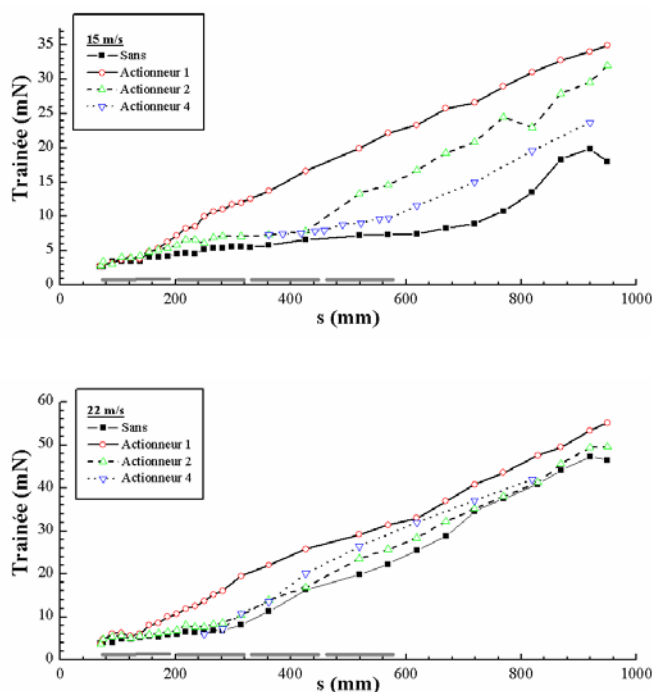 35
30
25
20
15
10
5
0
Trainée (mN)
15 m/s
Sans
Actionneur 1
Actionneur 2
Actionneur 4
0 200 400 600 800 1000
s (mm)
60
50
40
30
20
10
0
Trainée (mN)
22 m/s
Sans
Actionneur 1
Actionneur 2
Actionneur 4
0 200 400 600 800 1000
s (mm)